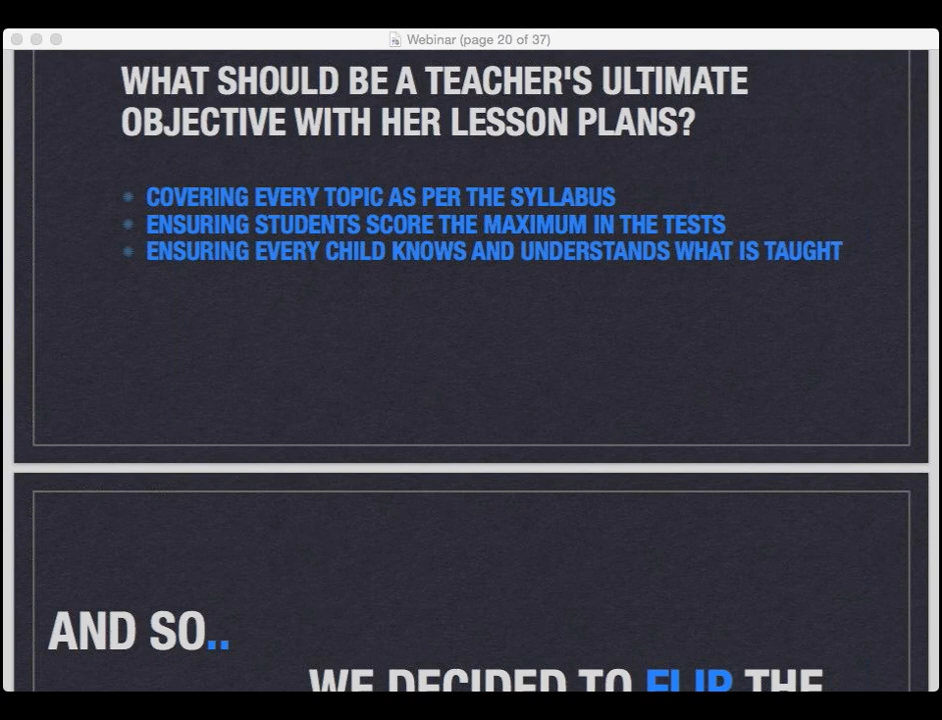 Webinar (page 20 of 37)
WHAT SHOULD BE A TEACHER'S ULTIMATE
OBJECTIVE WITH HER LESSON PLANS?
COVERING EVERY TOPIC AS PER THE SYLLABUS
ENSURING STUDENTS SCORE THE MAXIMUM IN THE TESTS
ENSURING EVERY CHILD KNOWS AND UNDERSTANDS WHAT IS TAUGHT
AND SO..
WE DECIDED TO FLIP THE